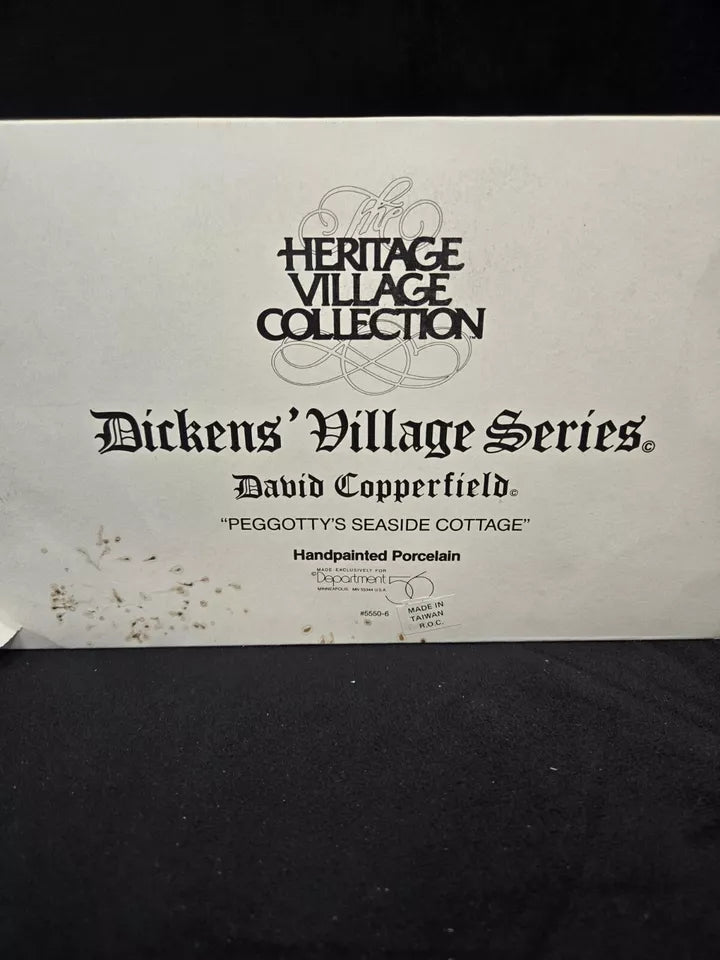 The
HERITAGE
VILLAGE
COLLECTION
Dickens' Village Series©
David Copperfield©
"PEGGOTTY'S SEASIDE COTTAGE"
Handpainted Porcelain
MADE EXCLUSIVELY FOR
©Department 56
MINNEAPOLIS, MN 55344 U.S.A.
#5550-6
MADE IN
TAIWAN
R.O.C.